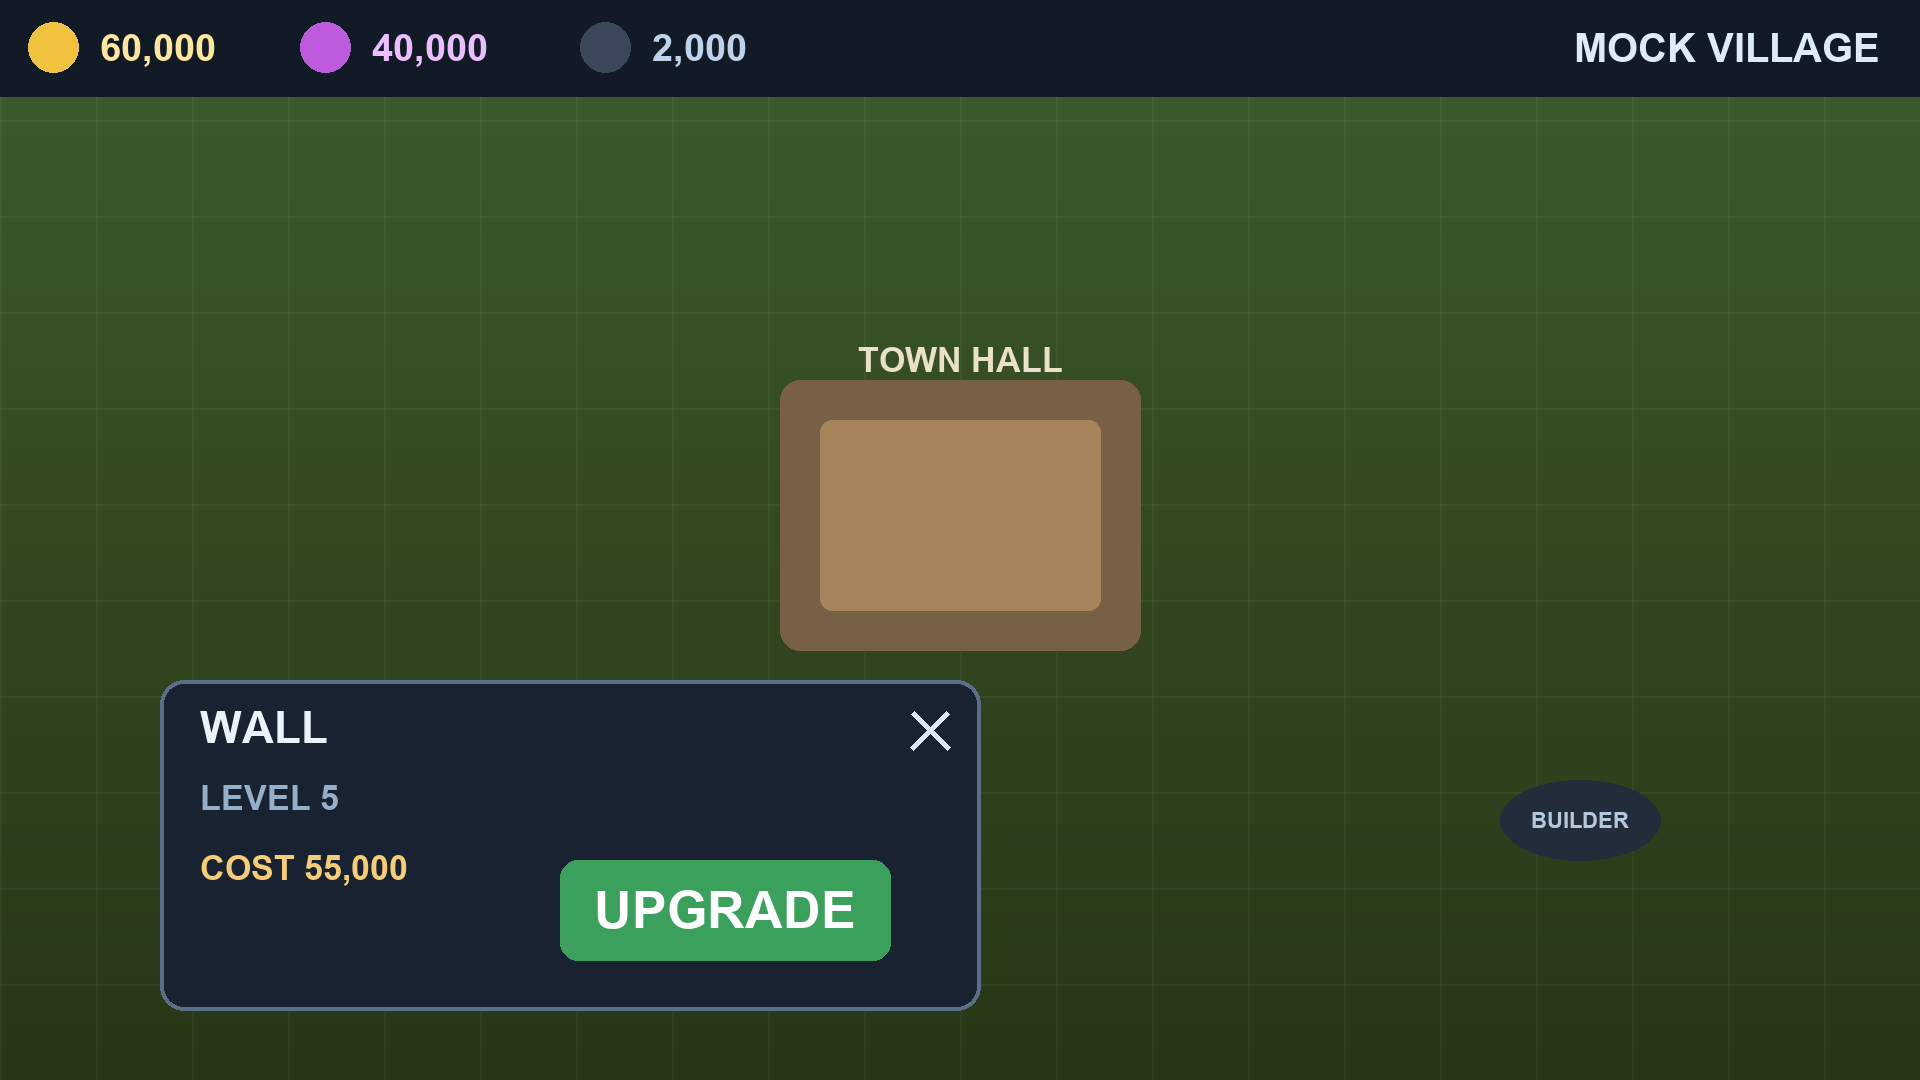 60,000 40,000 2,000 MOCK VILLAGE
TOWN HALL
WALL
LEVEL 5
COST 55,000
UPGRADE
BUILDER